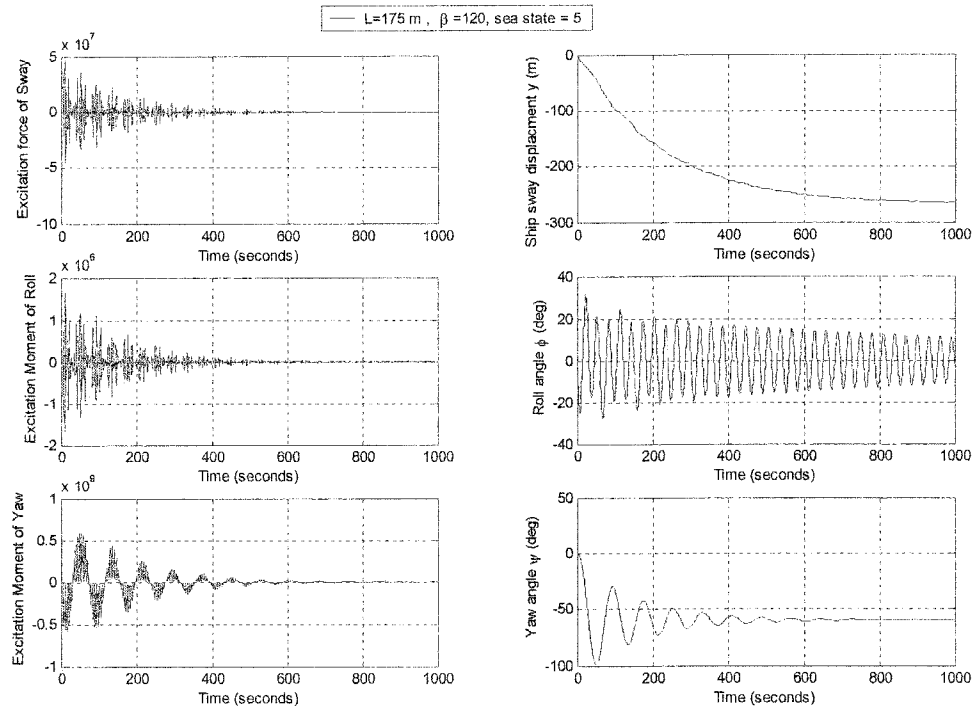 L=175 m , β =120, sea state = 5
x 10^7
Excitation force of Sway
5
0
-5
-10
0 200 400 600 800 1000
Time (seconds)
Ship sway displacment y (m)
0
-100
-200
-300
0 200 400 600 800 1000
Time (seconds)
x 10^6
Excitation Moment of Roll
2
1
0
-1
-2
0 200 400 600 800 1000
Time (seconds)
Roll angle ϕ (deg)
40
20
0
-20
-40
0 200 400 600 800 1000
Time (seconds)
Excitation Moment of Yaw
1
0.5
0
-0.5
-1
0 200 400 600 800 1000
Time (seconds)
Yaw angle ψ (deg)
50
0
-50
-100
0 200 400 600 800 1000
Time (seconds)